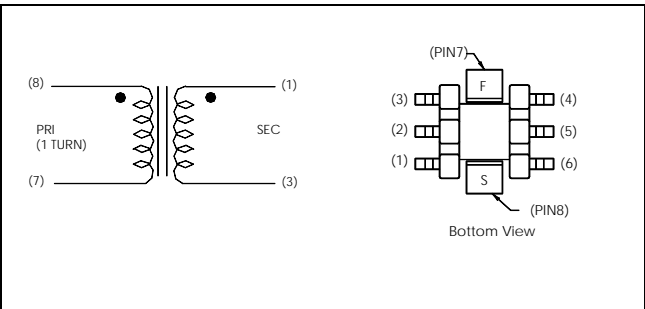 (8)
(1)
PRI
(1 TURN)
SEC
(7)
(3)
(PIN7)
F
(3)
(4)
(2)
(5)
(1)
(6)
S
(PIN8)
Bottom View